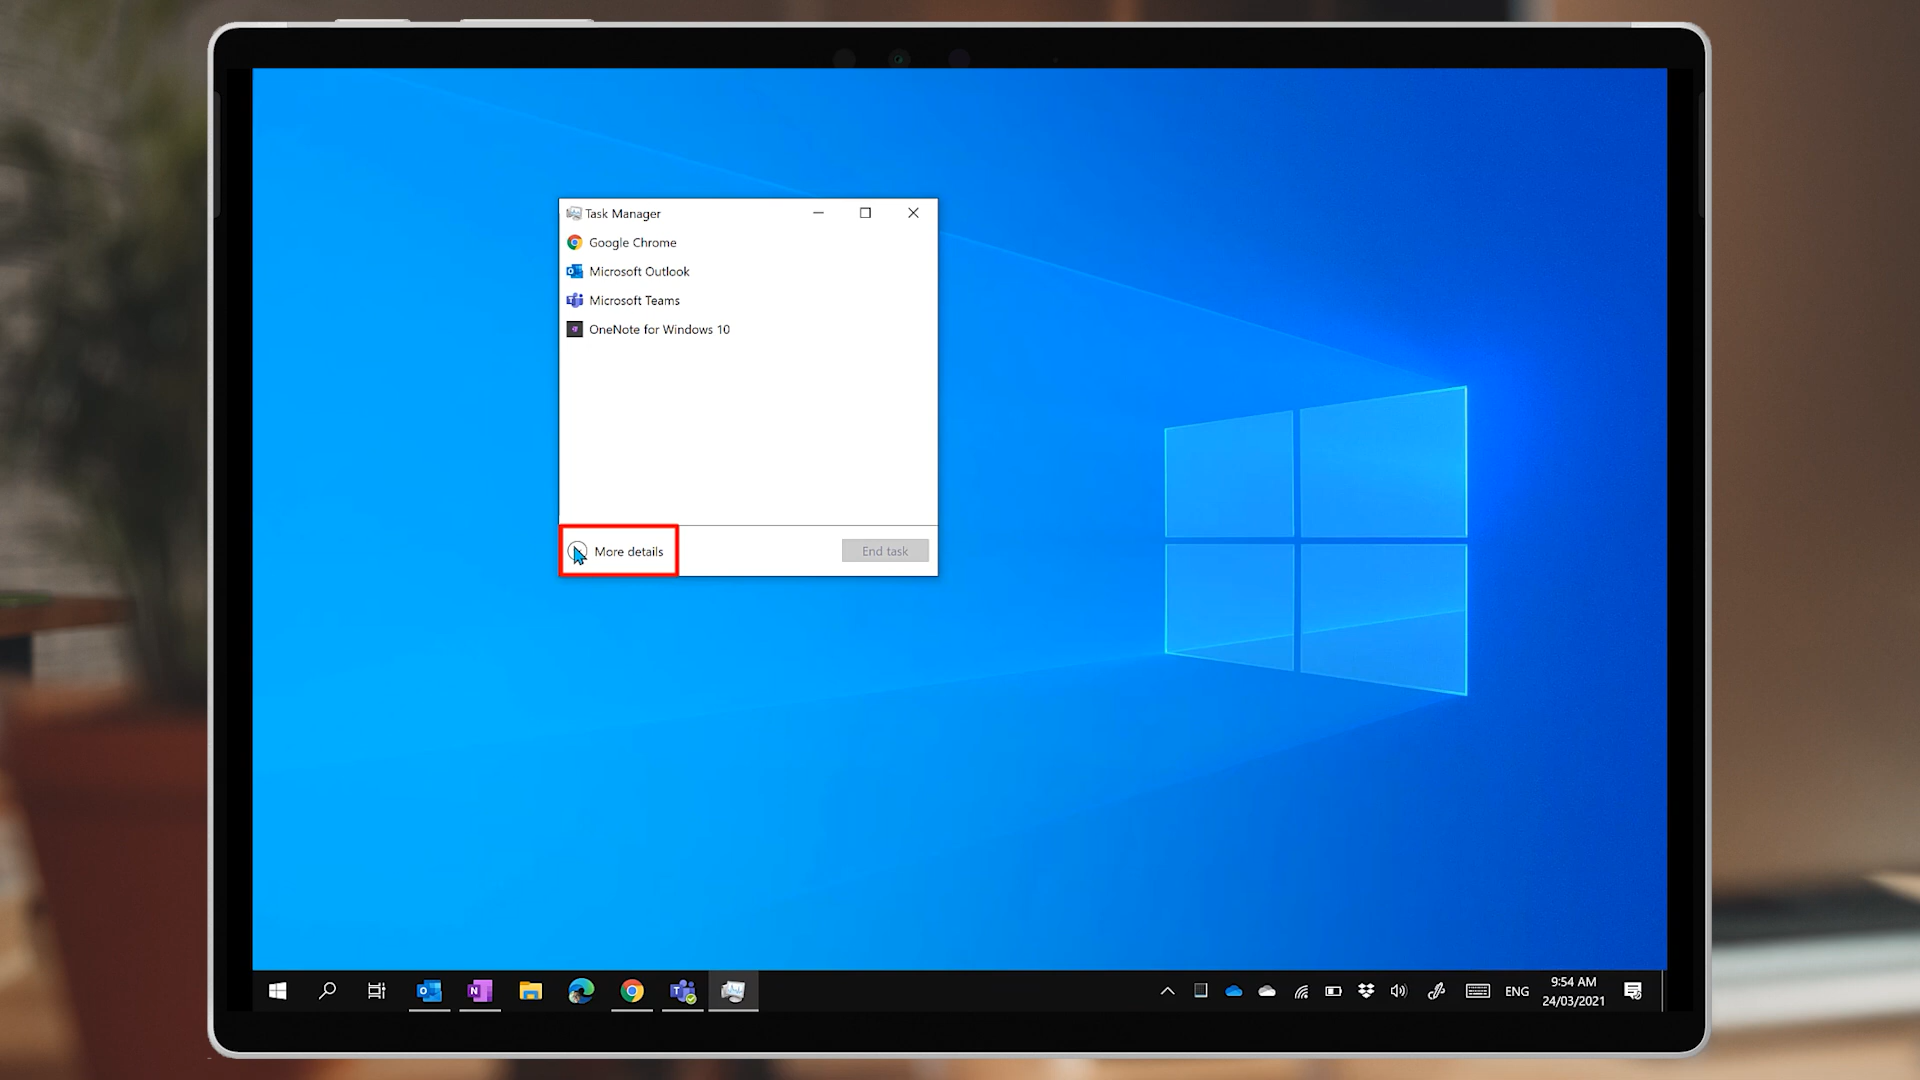 Task Manager
Google Chrome
Microsoft Outlook
Microsoft Teams
OneNote for Windows 10
More details
End task
ENG
9:54 AM
24/03/2021